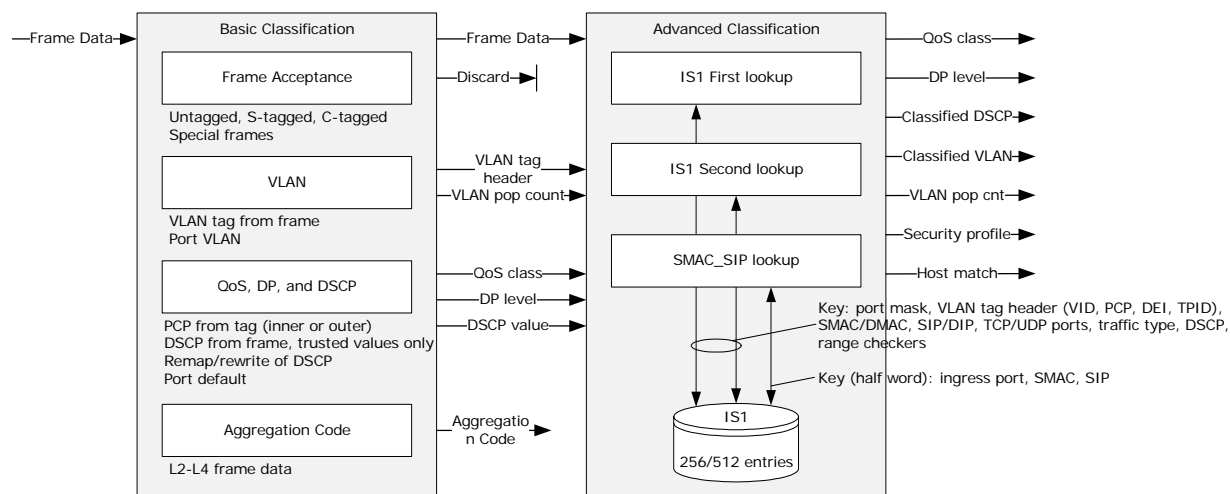 Basic Classification
Advanced Classification
Frame Data
Frame Data
QoS class
Frame Acceptance
IS1 First lookup
Discard
DP level
Untagged, S-tagged, C-tagged
Special frames
Classified DSCP
VLAN tag
header
Classified VLAN
VLAN
IS1 Second lookup
VLAN pop count
VLAN pop cnt
VLAN tag from frame
Port VLAN
Security profile
SMAC_SIP lookup
QoS class
Host match
QoS, DP, and DSCP
DP level
Key: port mask, VLAN tag header (VID, PCP, DEI, TPID),
SMAC/DMAC, SIP/DIP, TCP/UDP ports, traffic type, DSCP,
range checkers
DSCP value
PCP from tag (inner or outer)
DSCP from frame, trusted values only
Remap/rewrite of DSCP
Port default
Key (half word): ingress port, SMAC, SIP
IS1
Aggregation Code
Aggregatio
n Code
256/512 entries
L2-L4 frame data